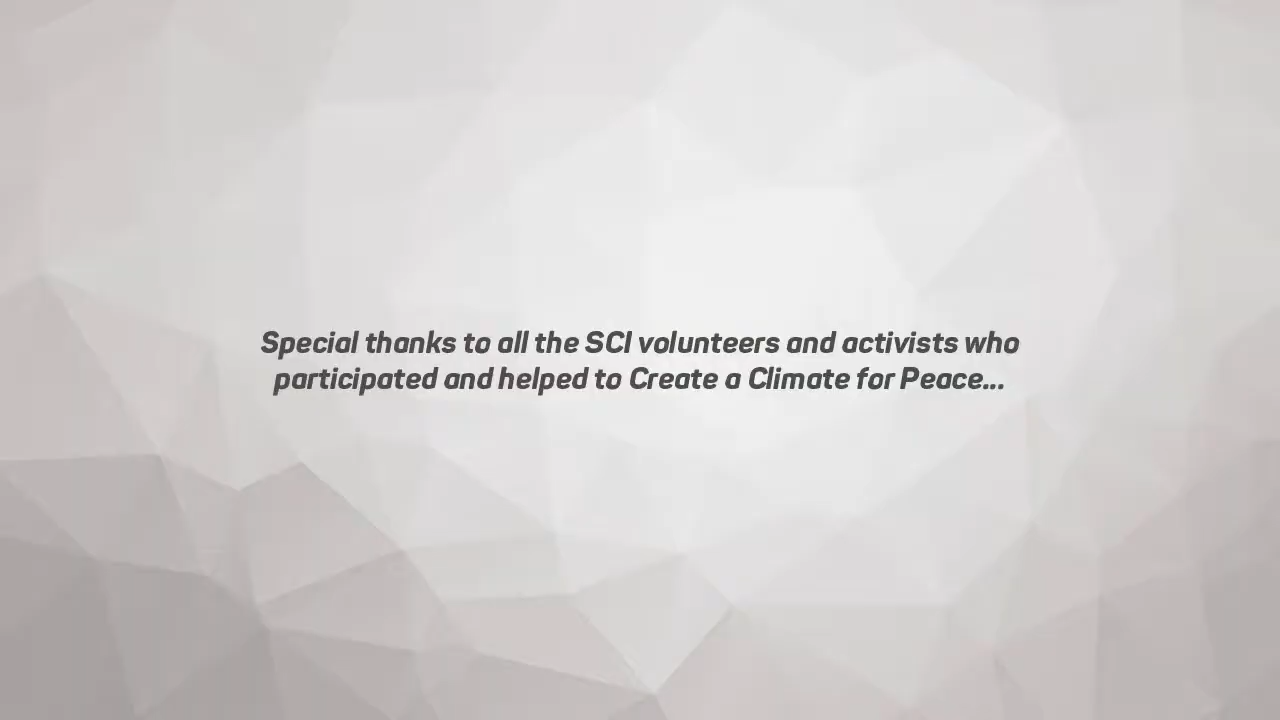 Special thanks to all the SCI volunteers and activists who
participated and helped to Create a Climate for Peace...